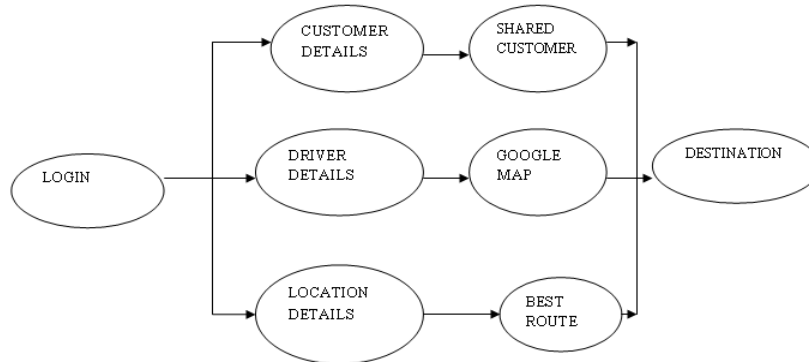 CUSTOMER
DETAILS
SHARED
CUSTOMER
LOGIN
DRIVER
DETAILS
GOOGLE
MAP
DESTINATION
LOCATION
DETAILS
BEST
ROUTE